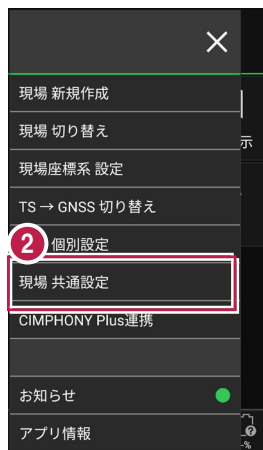 現場 新規作成
示
現場 切り替え
現場座標系 設定
TS → GNSS 切り替え
2 個別設定
現場 共通設定
CIMPHONY Plus連携
お知らせ
アプリ情報
?
-%